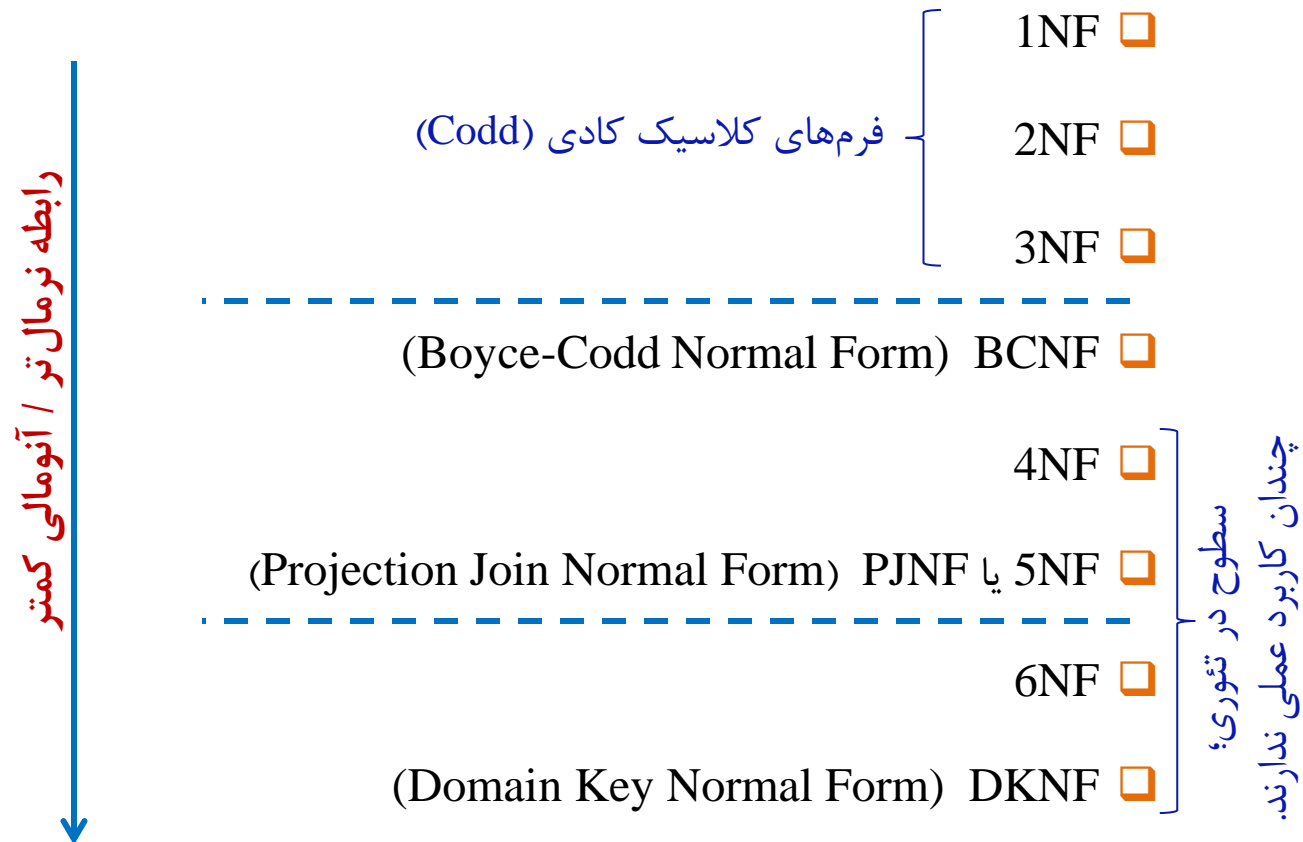 1NF
2NF
3NF
فرم‌های کلاسیک کادی (Codd)
BCNF (Boyce-Codd Normal Form)
4NF
5NF یا PJNF (Projection Join Normal Form)
6NF
DKNF (Domain Key Normal Form)
سطوح در تئوری؛
چندان کاربرد عملی ندارند.
رابطه نرمال‌تر / آنومالی کمتر